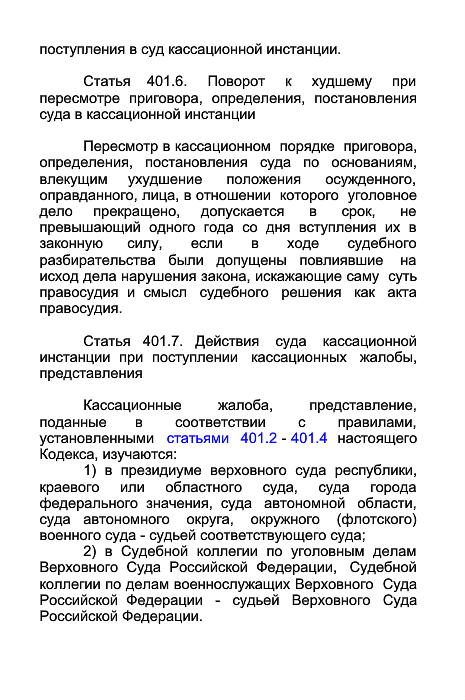 поступления в суд кассационной инстанции.
Статья 401.6. Поворот к худшему при
пересмотре приговора, определения, постановления
суда в кассационной инстанции
Пересмотр в кассационном порядке приговора,
определения, постановления суда по основаниям,
влекущим ухудшение положения осужденного,
оправданного, лица, в отношении которого уголовное
дело прекращено, допускается в срок, не
превышающий одного года со дня вступления их в
законную силу, если в ходе судебного
разбирательства были допущены повлиявшие на
исход дела нарушения закона, искажающие саму суть
правосудия и смысл судебного решения как акта
правосудия.
Статья 401.7. Действия суда кассационной
инстанции при поступлении кассационных жалобы,
представления
Кассационные жалоба, представление,
поданные в соответствии с правилами,
установленными статьями 401.2 - 401.4 настоящего
Кодекса, изучаются:
1) в президиуме верховного суда республики,
краевого или областного суда, суда города
федерального значения, суда автономной области,
суда автономного округа, окружного (флотского)
военного суда - судьей соответствующего суда;
2) в Судебной коллегии по уголовным делам
Верховного Суда Российской Федерации, Судебной
коллегии по делам военнослужащих Верховного Суда
Российской Федерации - судьей Верховного Суда
Российской Федерации.